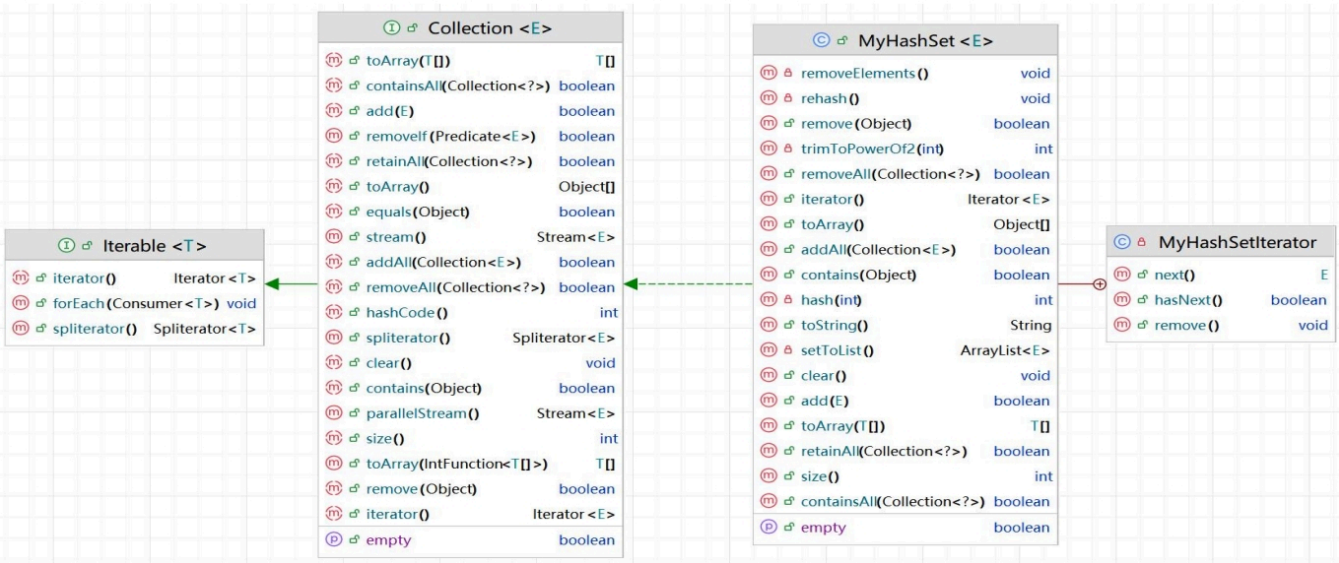 Iterable <T>
iterator() Iterator<T>
forEach(Consumer<T>) void
spliterator() Spliterator<T>
Collection <E>
toArray(T[]) T[]
containsAll(Collection<?>) boolean
add(E) boolean
removeIf(Predicate<E>) boolean
retainAll(Collection<?>) boolean
toArray() Object[]
equals(Object) boolean
stream() Stream<E>
addAll(Collection<E>) boolean
removeAll(Collection<?>) boolean
hashCode() int
spliterator() Spliterator<E>
clear() void
contains(Object) boolean
parallelStream() Stream<E>
size() int
toArray(IntFunction<T[]>) T[]
remove(Object) boolean
iterator() Iterator<E>
empty boolean
MyHashSet <E>
removeElements() void
rehash() void
remove(Object) boolean
trimToPowerOf2(int) int
removeAll(Collection<?>) boolean
iterator() Iterator<E>
toArray() Object[]
addAll(Collection<E>) boolean
contains(Object) boolean
hash(int) int
toString() String
setToList() ArrayList<E>
clear() void
add(E) boolean
toArray(T[]) T[]
retainAll(Collection<?>) boolean
size() int
containsAll(Collection<?>) boolean
empty boolean
MyHashSetIterator
next() E
hasNext() boolean
remove() void